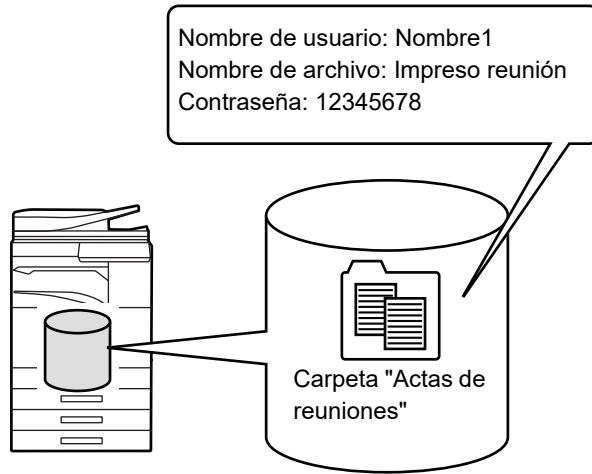 Nombre de usuario: Nombre1
Nombre de archivo: Impreso reunión
Contraseña: 12345678
Carpeta "Actas de
reuniones"